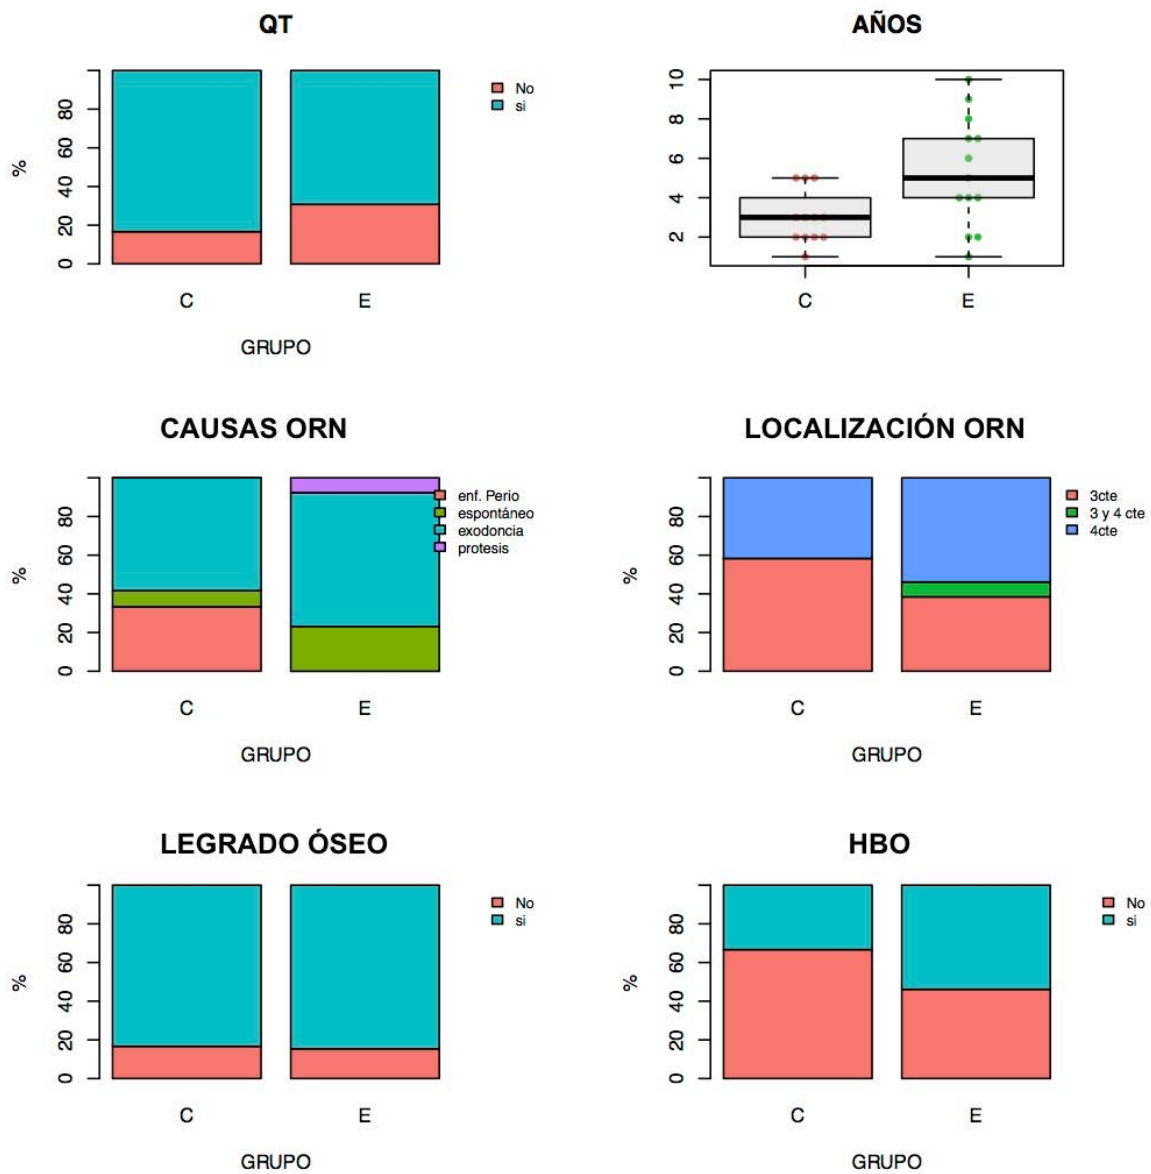 QT
No
si
%
0
20
40
60
80
C
E
GRUPO
AÑOS
2
4
6
8
10
C
E
CAUSAS ORN
enf. Perio
espontáneo
exodoncia
protesis
%
0
20
40
60
80
C
E
GRUPO
LOCALIZACIÓN ORN
3cte
3 y 4 cte
4cte
%
0
20
40
60
80
C
E
GRUPO
LEGRADO ÓSEO
No
si
%
0
20
40
60
80
C
E
GRUPO
HBO
No
si
%
0
20
40
60
80
C
E
GRUPO